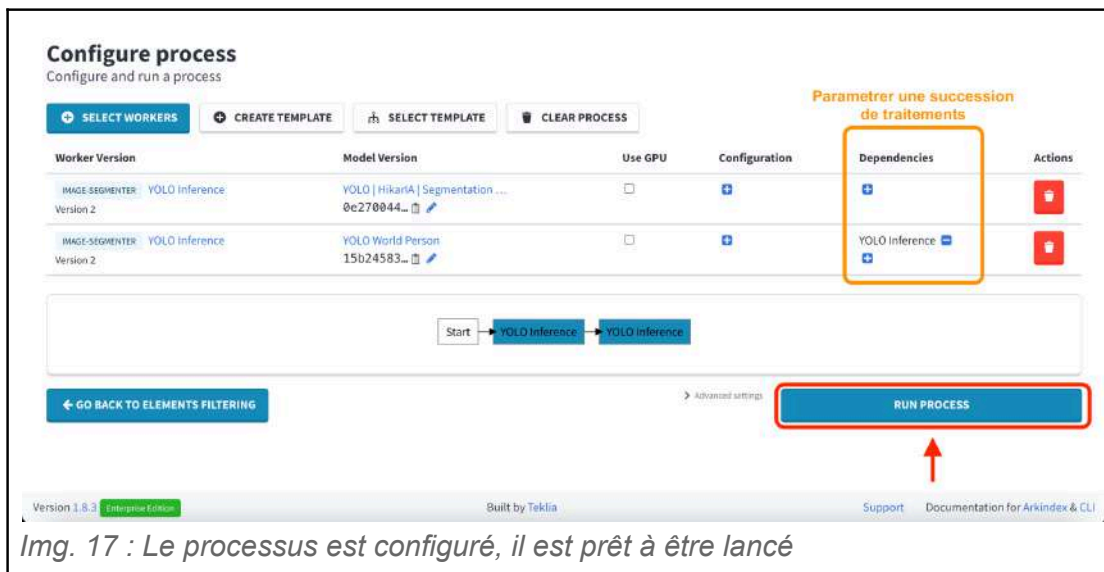 Configure process
Configure and run a process
Parametrer une succession
de traitements
SELECT WORKERS CREATE TEMPLATE SELECT TEMPLATE CLEAR PROCESS
Worker Version Model Version Use GPU Configuration Dependencies Actions
IMAGE-SEGMENTER YOLO Inference YOLO | HikarIA | Segmentation ...
Version 2 0e270044...
IMAGE-SEGMENTER YOLO Inference YOLO World Person YOLO Inference
Version 2 15b24583...
Start YOLO Inference YOLO Inference
GO BACK TO ELEMENTS FILTERING Advanced settings RUN PROCESS
Version 1.8.3 Enterprise Edition Built by Teklia Support Documentation for Arkindex & CLI
Img. 17 : Le processus est configuré, il est prêt à être lancé